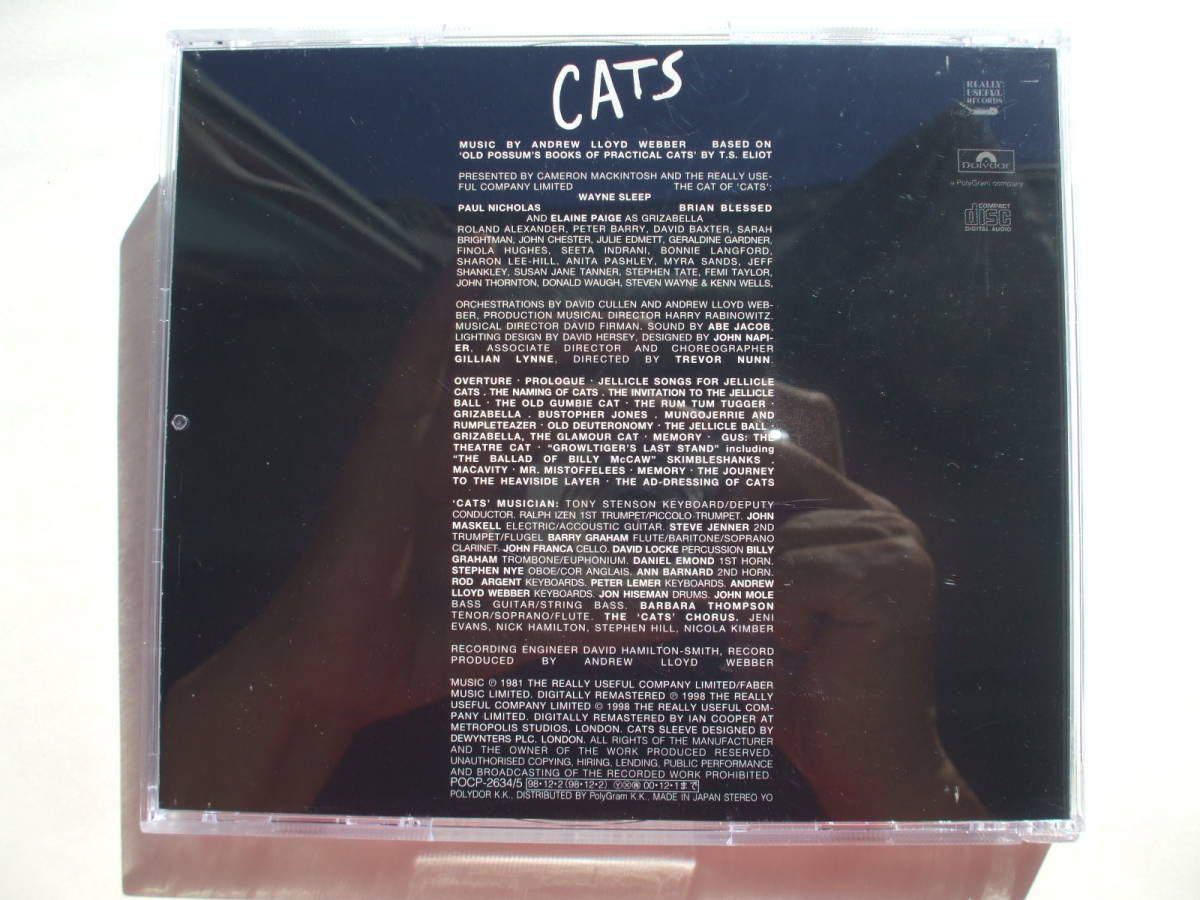 CATS
REALLY
USEFUL
RECORDS
MUSIC BY ANDREW LLOYD WEBBER BASED ON
'OLD POSSUM'S BOOKS OF PRACTICAL CATS' BY T.S. ELIOT
Polydor
a PolyGram company
COMPACT
disc
DIGITAL AUDIO
PRESENTED BY CAMERON MACKINTOSH AND THE REALLY USE-
FUL COMPANY LIMITED THE CAT OF 'CATS':
WAYNE SLEEP
PAUL NICHOLAS BRIAN BLESSED
AND ELAINE PAIGE AS GRIZABELLA
ROLAND ALEXANDER, PETER BARRY, DAVID BAXTER, SARAH
BRIGHTMAN, JOHN CHESTER, JULIE EDMETT, GERALDINE GARDNER,
FINOLA HUGHES, SEETA INDRANI, BONNIE LANGFORD,
SHARON LEE-HILL, ANITA PASHLEY, MYRA SANDS, JEFF
SHANKLEY, SUSAN JANE TANNER, STEPHEN TATE, FEMI TAYLOR,
JOHN THORNTON, DONALD WAUGH, STEVEN WAYNE & KENN WELLS,
ORCHESTRATIONS BY DAVID CULLEN AND ANDREW LLOYD WEB-
BER, PRODUCTION MUSICAL DIRECTOR HARRY RABINOWITZ.
MUSICAL DIRECTOR DAVID FIRMAN. SOUND BY ABE JACOB,
LIGHTING DESIGN BY DAVID HERSEY, DESIGNED BY JOHN NAPI-
ER, ASSOCIATE DIRECTOR AND CHOREOGRAPHER
GILLIAN LYNNE, DIRECTED BY TREVOR NUNN.
OVERTURE · PROLOGUE · JELLICLE SONGS FOR JELLICLE
CATS . THE NAMING OF CATS . THE INVITATION TO THE JELLICLE
BALL · THE OLD GUMBIE CAT · THE RUM TUM TUGGER ·
GRIZABELLA . BUSTOPHER JONES . MUNGOJERRIE AND
RUMPLETEAZER · OLD DEUTERONOMY · THE JELLICLE BALL ·
GRIZABELLA, THE GLAMOUR CAT · MEMORY · GUS: THE
THEATRE CAT · "GROWLTIGER'S LAST STAND" including
"THE BALLAD OF BILLY McCAW" SKIMBLESHANKS .
MACAVITY · MR. MISTOFFELEES · MEMORY · THE JOURNEY
TO THE HEAVISIDE LAYER · THE AD-DRESSING OF CATS
'CATS' MUSICIAN: TONY STENSON KEYBOARD/DEPUTY
CONDUCTOR. RALPH IZEN 1ST TRUMPET/PICCOLO TRUMPET. JOHN
MASKELL ELECTRIC/ACCOUSTIC GUITAR. STEVE JENNER 2ND
TRUMPET/FLUGEL BARRY GRAHAM FLUTE/BARITONE/SOPRANO
CLARINET. JOHN FRANCA CELLO. DAVID LOCKE PERCUSSION BILLY
GRAHAM TROMBONE/EUPHONIUM. DANIEL EMOND 1ST HORN.
STEPHEN NYE OBOE/COR ANGLAIS. ANN BARNARD 2ND HORN.
ROD ARGENT KEYBOARDS. PETER LEMER KEYBOARDS. ANDREW
LLOYD WEBBER KEYBOARDS. JON HISEMAN DRUMS. JOHN MOLE
BASS GUITAR/STRING BASS. BARBARA THOMPSON
TENOR/SOPRANO/FLUTE. THE 'CATS' CHORUS. JENI
EVANS, NICK HAMILTON, STEPHEN HILL, NICOLA KIMBER
RECORDING ENGINEER DAVID HAMILTON-SMITH, RECORD
PRODUCED BY ANDREW LLOYD WEBBER
MUSIC ℗ 1981 THE REALLY USEFUL COMPANY LIMITED/FABER
MUSIC LIMITED. DIGITALLY REMASTERED ℗ 1998 THE REALLY
USEFUL COMPANY LIMITED © 1998 THE REALLY USEFUL COM-
PANY LIMITED. DIGITALLY REMASTERED BY IAN COOPER AT
METROPOLIS STUDIOS, LONDON. CATS SLEEVE DESIGNED BY
DEWYNTERS PLC. LONDON. ALL RIGHTS OF THE MANUFACTURER
AND THE OWNER OF THE WORK PRODUCED RESERVED.
UNAUTHORISED COPYING, HIRING, LENDING, PUBLIC PERFORMANCE
AND BROADCASTING OF THE RECORDED WORK PROHIBITED.
POCP-2634/5 98・12・2 (98・12・2) Ⓨ Ⓧ 00・12・1まで
POLYDOR K.K., DISTRIBUTED BY PolyGram K.K., MADE IN JAPAN STEREO YO